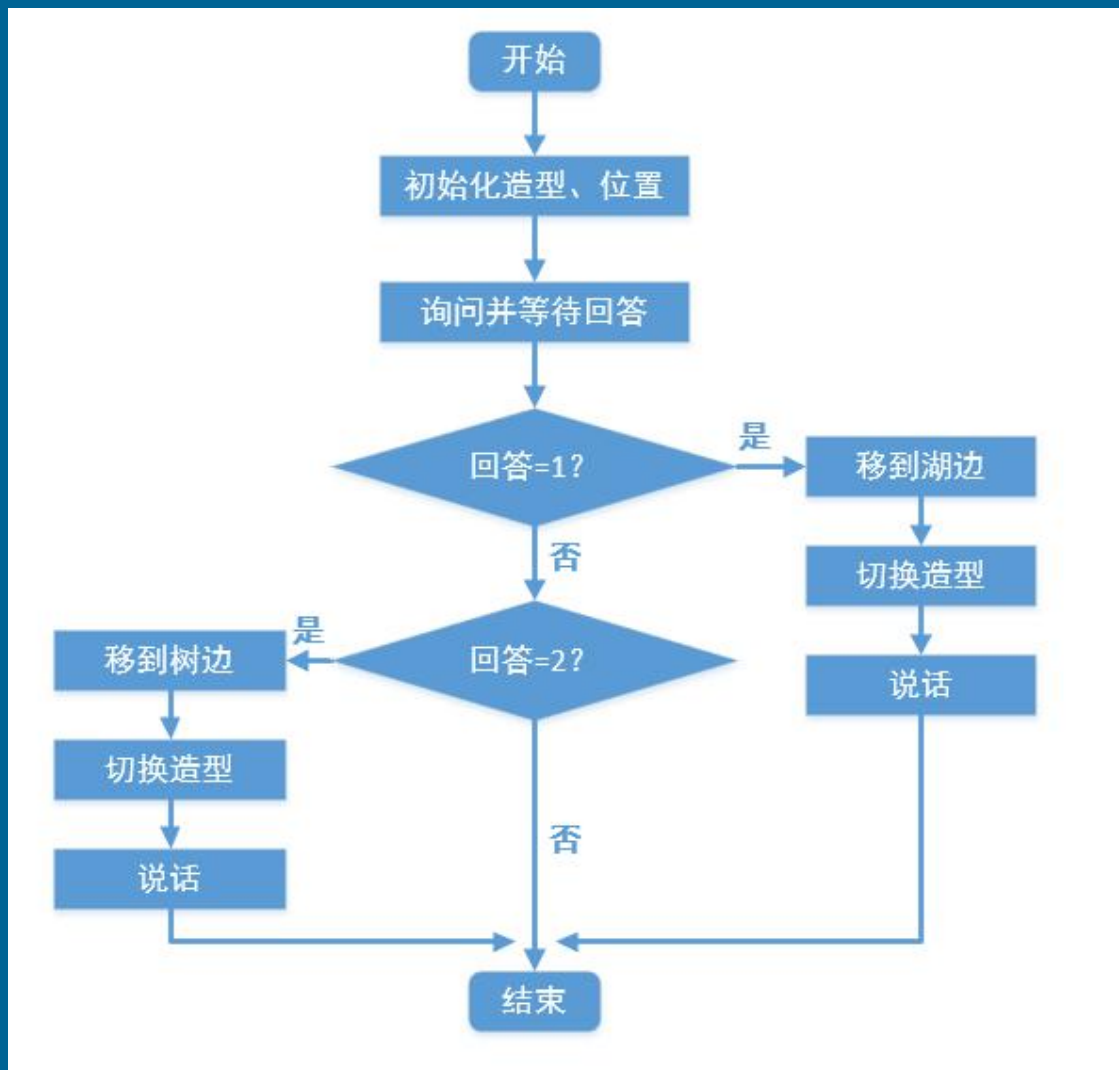 开始
初始化造型、位置
询问并等待回答
回答=1?
是
移到湖边
切换造型
说话
否
回答=2?
是
移到树边
切换造型
说话
否
结束